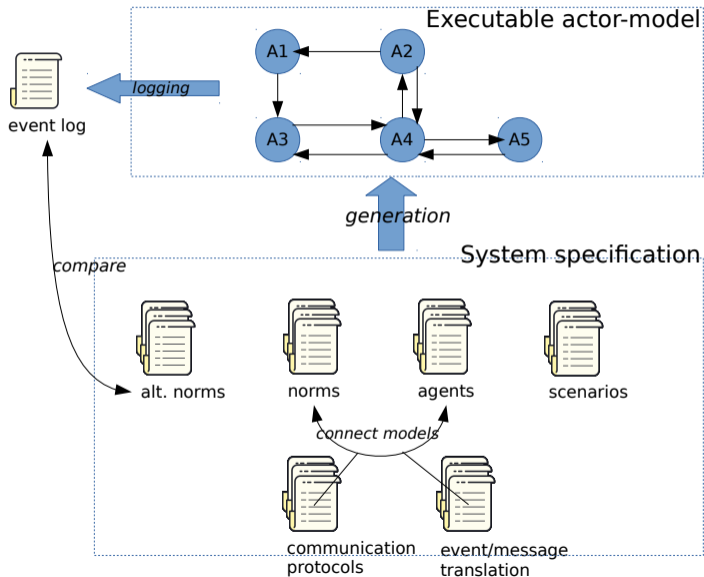 Executable actor-model
A1
A2
logging
event log
A3
A4
A5
generation
System specification
compare
alt. norms
norms
agents
scenarios
connect models
communication
protocols
event/message
translation